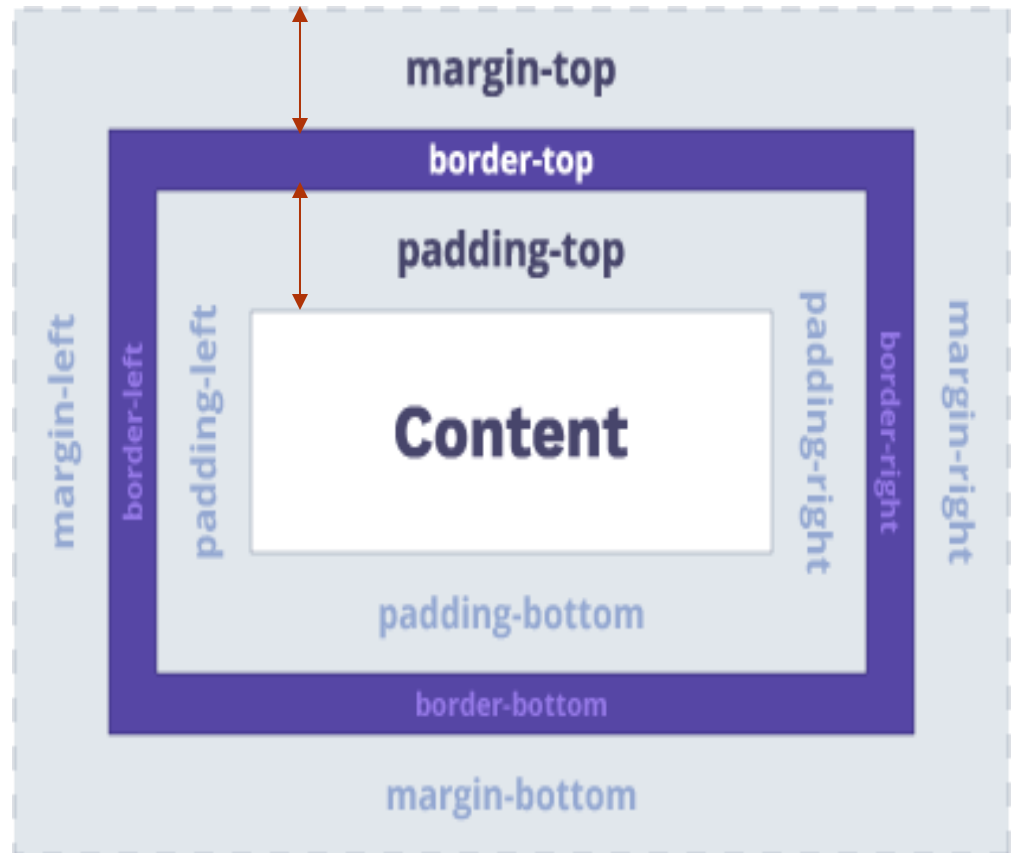 margin-top
border-top
padding-top
margin-left
border-left
padding-left
Content
padding-right
border-right
margin-right
padding-bottom
border-bottom
margin-bottom